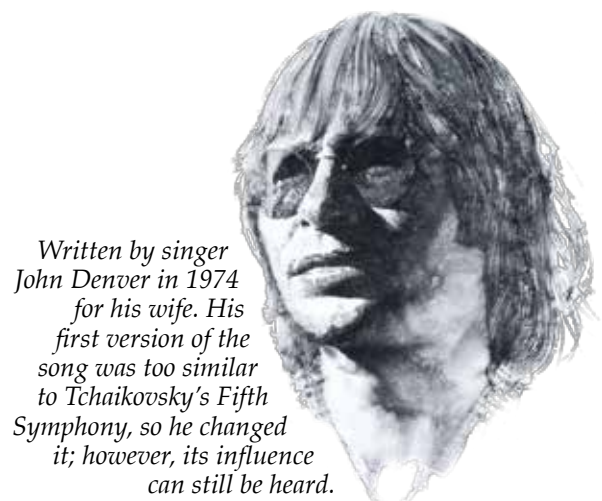 Written by singer
John Denver in 1974
for his wife. His
first version of the
song was too similar
to Tchaikovsky’s Fifth
Symphony, so he changed
it; however, its influence
can still be heard.